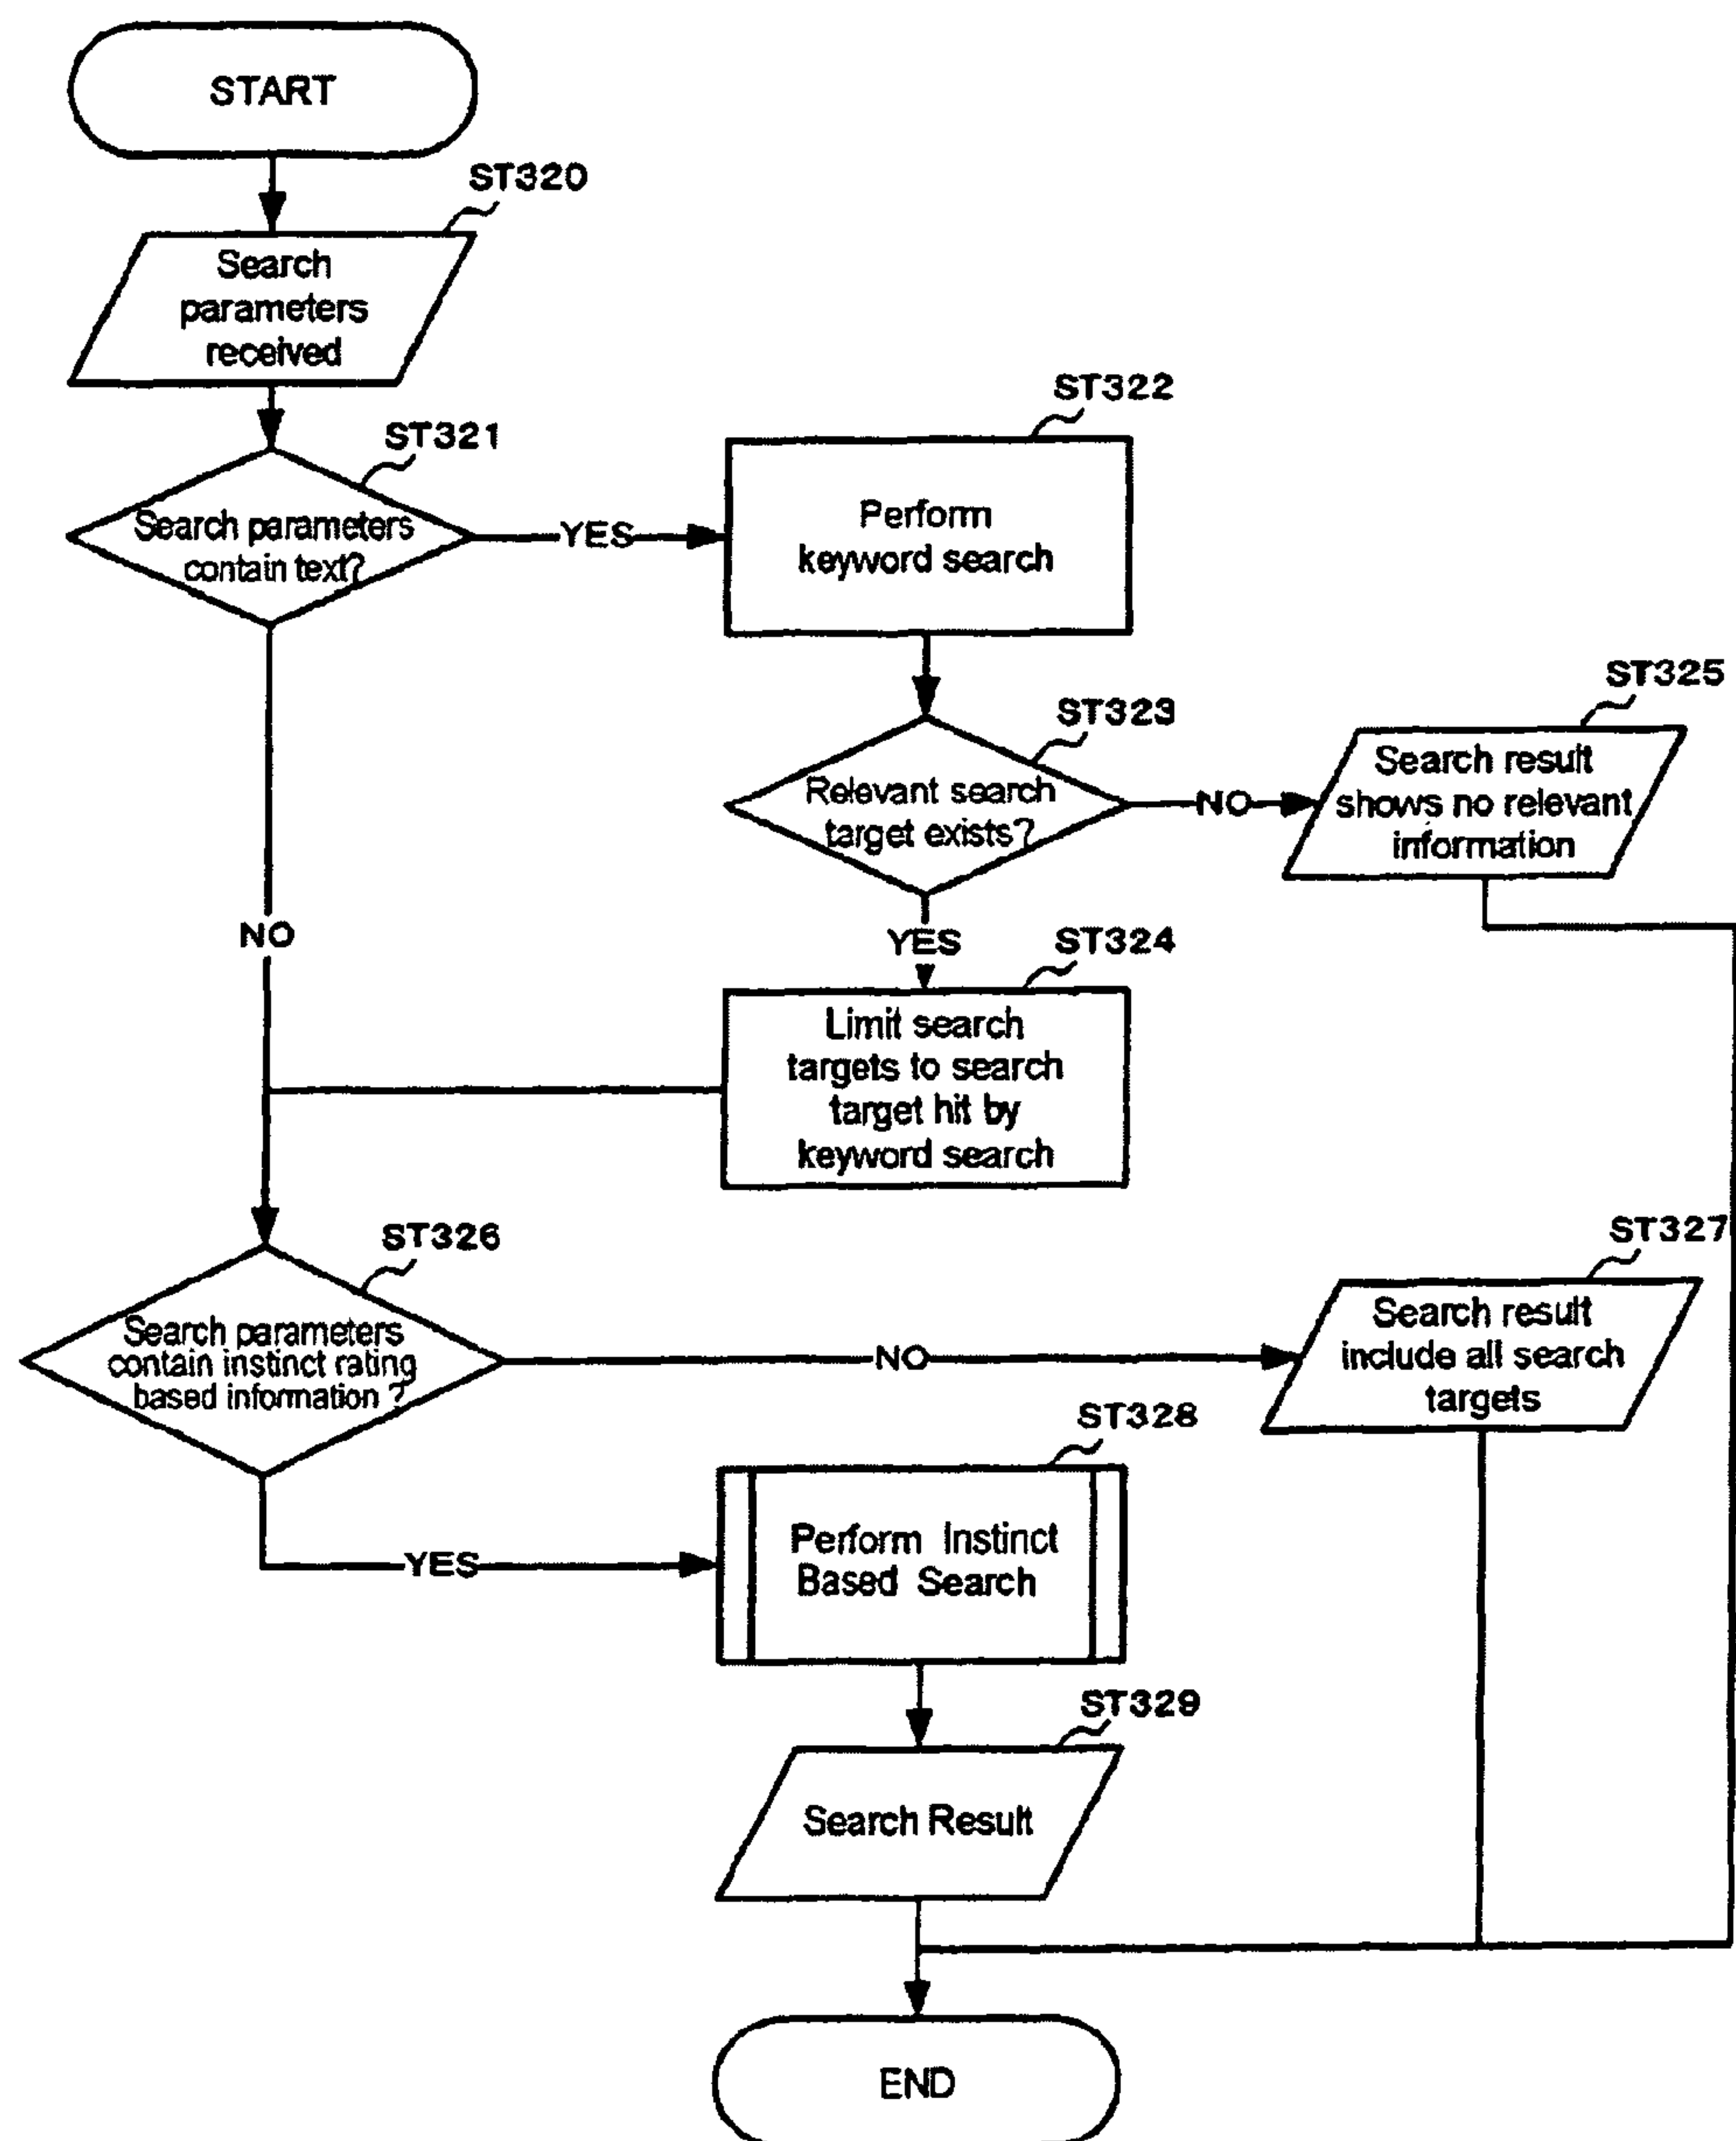 START
ST320
Search
parameters
received
ST321
Search parameters
contain text?
YES
ST322
Perform
keyword search
ST323
Relevant search
target exists?
NO
ST325
Search result
shows no relevant
information
NO
YES
ST324
Limit search
targets to search
target hit by
keyword search
ST326
Search parameters
contain instinct rating
based information ?
NO
ST327
Search result
include all search
targets
YES
ST328
Perform Instinct
Based Search
ST329
Search Result
END